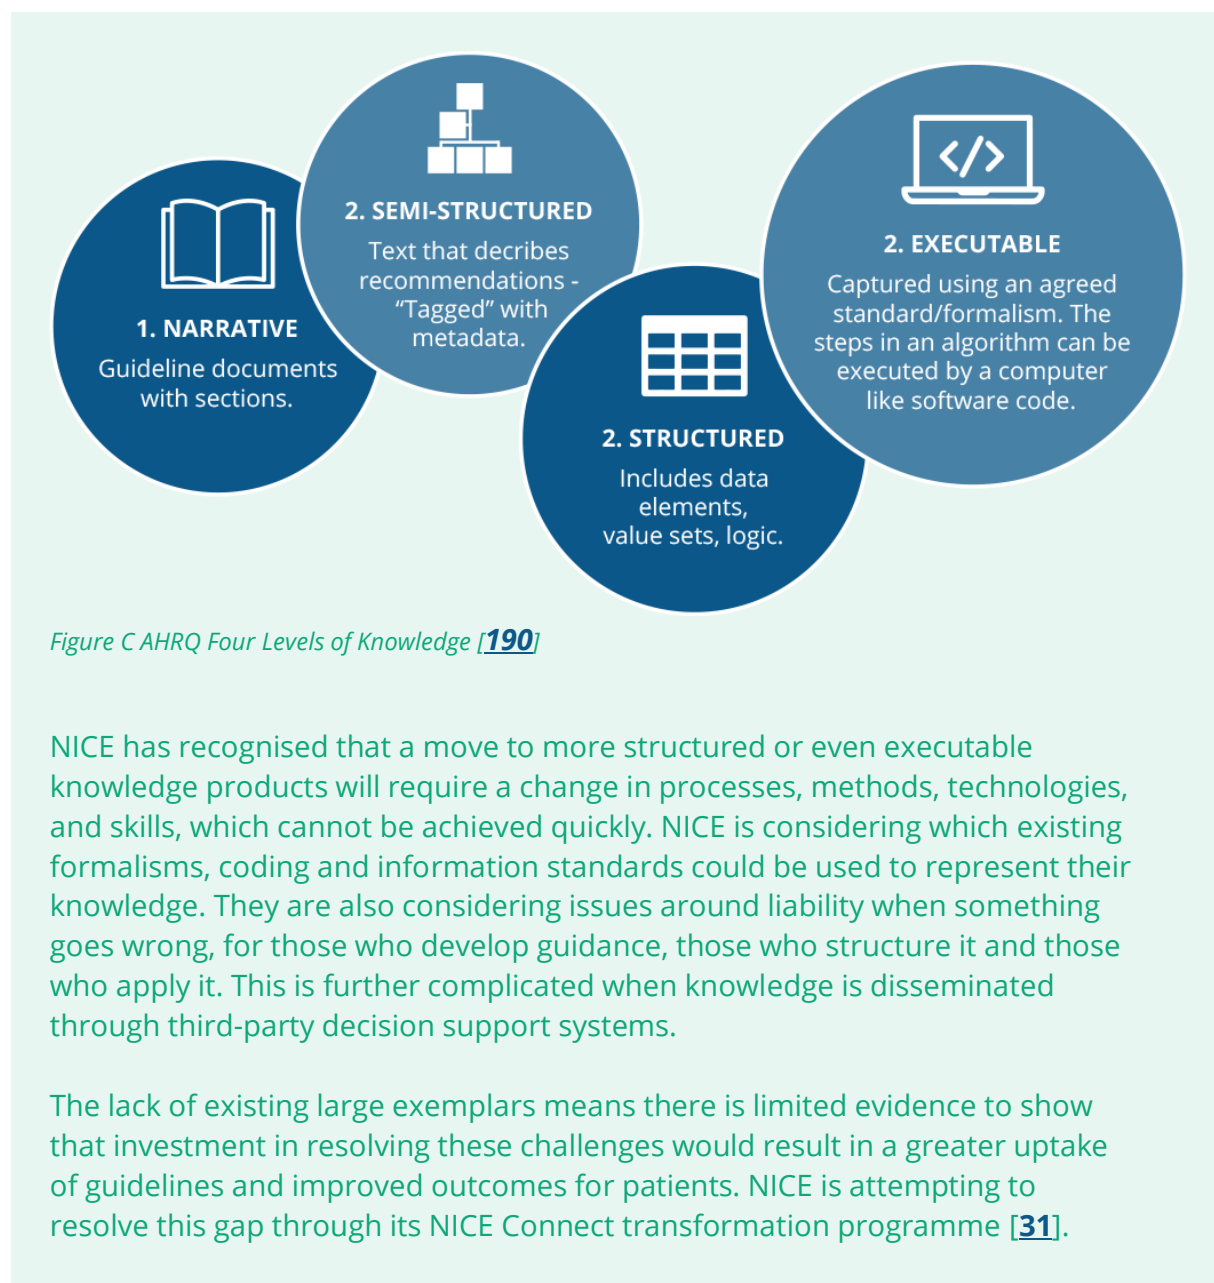 1. NARRATIVE
Guideline documents
with sections.
2. SEMI-STRUCTURED
Text that decribes
recommendations -
“Tagged” with
metadata.
2. STRUCTURED
Includes data
elements,
value sets, logic.
2. EXECUTABLE
Captured using an agreed
standard/formalism. The
steps in an algorithm can be
executed by a computer
like software code.
Figure C AHRQ Four Levels of Knowledge [190]
NICE has recognised that a move to more structured or even executable
knowledge products will require a change in processes, methods, technologies,
and skills, which cannot be achieved quickly. NICE is considering which existing
formalisms, coding and information standards could be used to represent their
knowledge. They are also considering issues around liability when something
goes wrong, for those who develop guidance, those who structure it and those
who apply it. This is further complicated when knowledge is disseminated
through third-party decision support systems.
The lack of existing large exemplars means there is limited evidence to show
that investment in resolving these challenges would result in a greater uptake
of guidelines and improved outcomes for patients. NICE is attempting to
resolve this gap through its NICE Connect transformation programme [31].